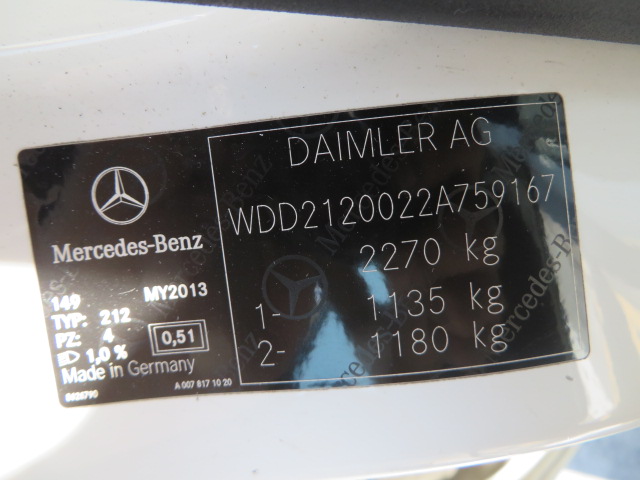 Mercedes-Benz
149 MY2013
TYP: 212
PZ: 4
1,0 %
0,51
Made in Germany
A 007 817 10 20
DAIMLER AG
WDD2120022A759167
2270 kg
1- 1135 kg
2- 1180 kg